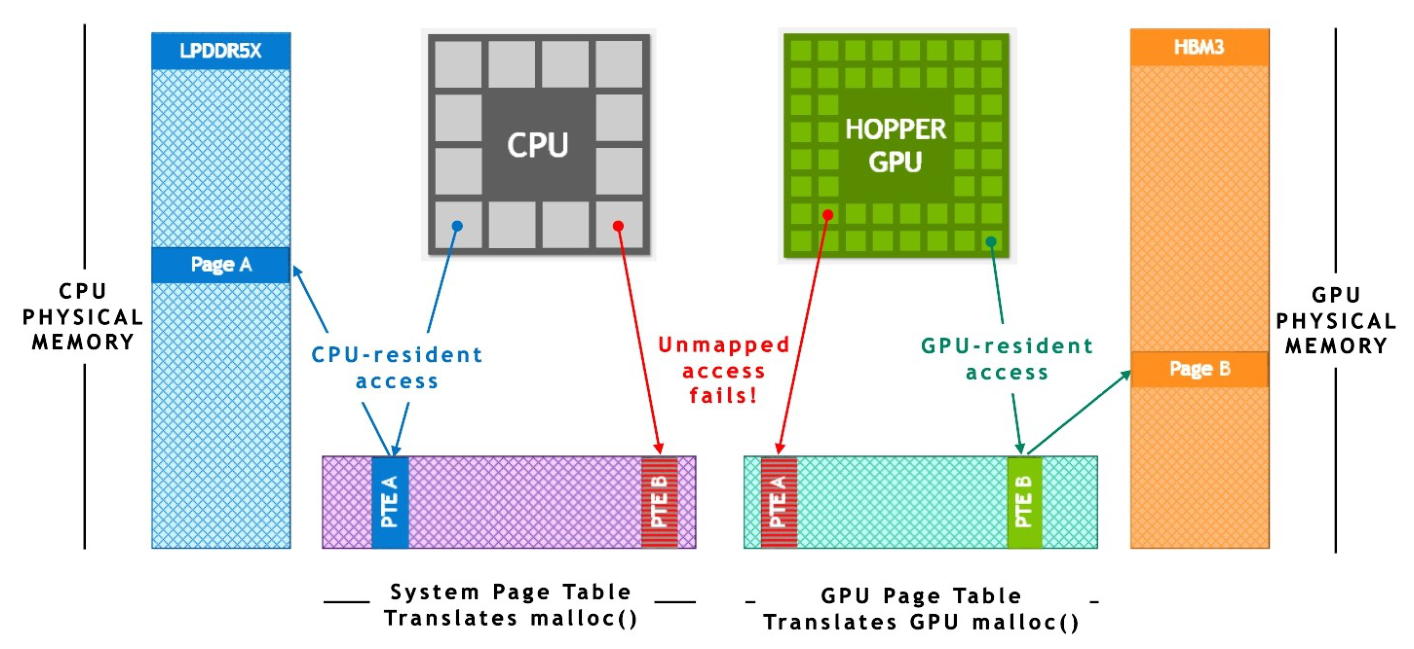 LPDDR5X
HBM3
CPU
HOPPER
GPU
Page A
CPU
PHYSICAL
MEMORY
GPU
PHYSICAL
MEMORY
CPU-resident
access
Unmapped
access
fails!
GPU-resident
access
Page B
PTE A
PTE B
PTE A
PTE B
System Page Table
Translates malloc()
GPU Page Table
Translates GPU malloc()